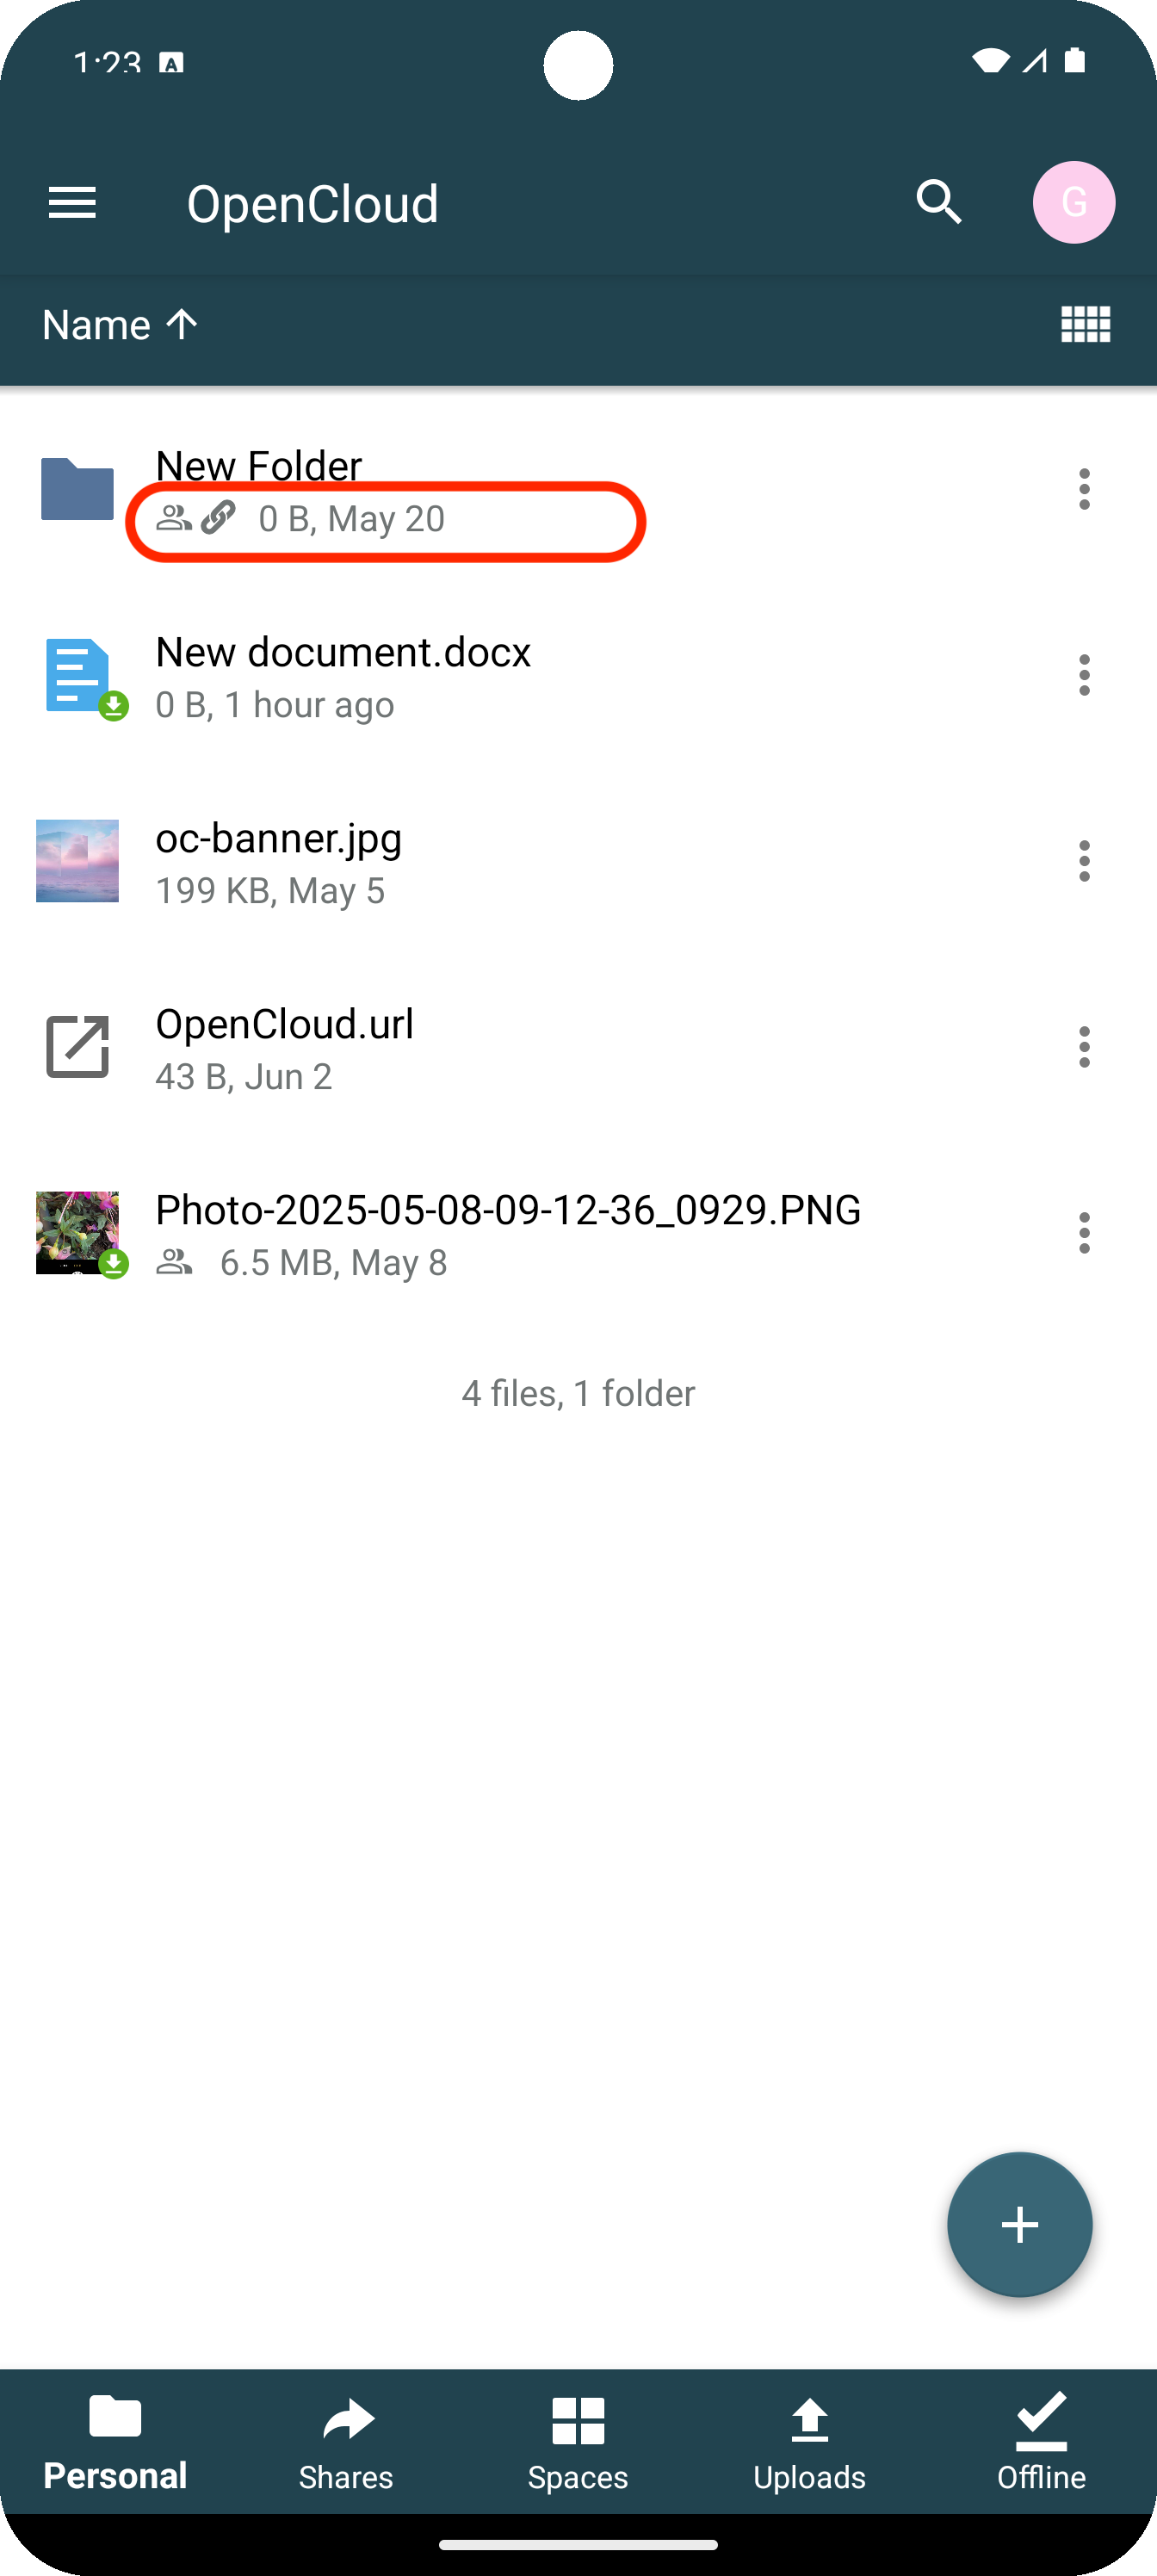 1:23 A
OpenCloud
G
Name
New Folder
0 B, May 20
New document.docx
0 B, 1 hour ago
oc-banner.jpg
199 KB, May 5
OpenCloud.url
43 B, Jun 2
Photo-2025-05-08-09-12-36_0929.PNG
6.5 MB, May 8
4 files, 1 folder
Personal
Shares
Spaces
Uploads
Offline